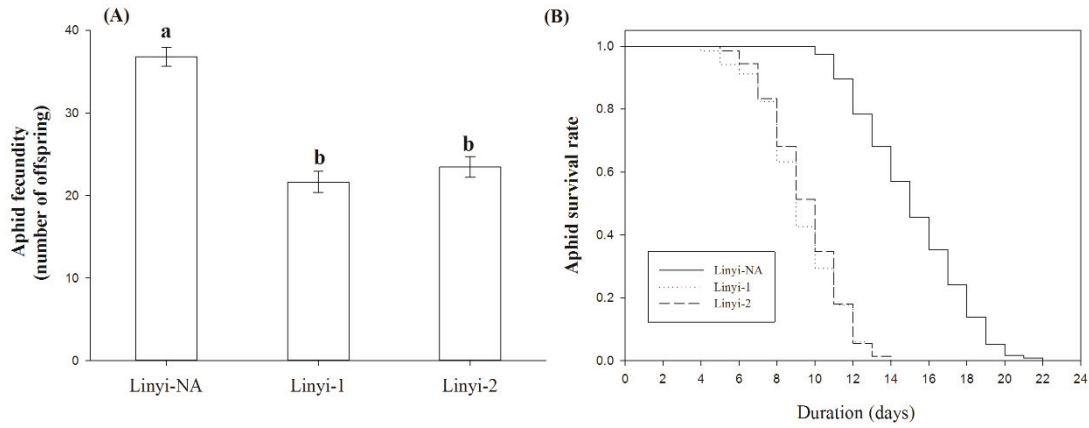 (A)
Aphid fecundity
(number of offspring)
40
30
20
10
0
a
b
b
Linyi-NA Linyi-1 Linyi-2
(B)
Aphid survival rate
1.0
0.8
0.6
0.4
0.2
0.0
Linyi-NA
Linyi-1
Linyi-2
0 2 4 6 8 10 12 14 16 18 20 22 24
Duration (days)